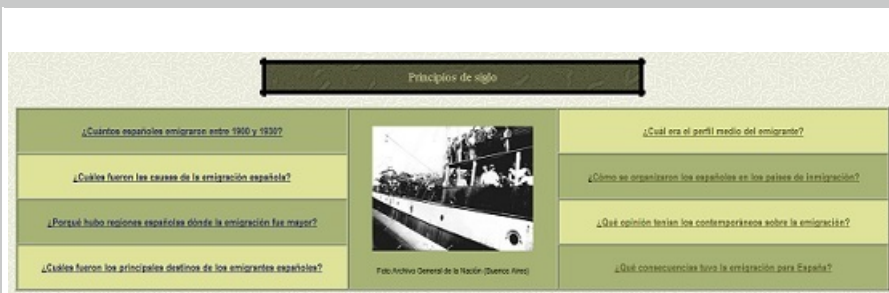 Principios de siglo
¿Cuántos españoles emigraron entre 1900 y 1930?
¿Cuáles fueron las causas de la emigración española?
¿Porqué hubo regiones españolas dónde la emigración fue mayor?
¿Cuáles fueron los principales destinos de los emigrantes españoles?
Foto Archivo General de la Nación (Buenos Aires)
¿Cuál era el perfil medio del emigrante?
¿Cómo se organizaron los españoles en los países de inmigración?
¿Qué opinión tenían los contemporáneos sobre la emigración?
¿Qué consecuencias tuvo la emigración para España?